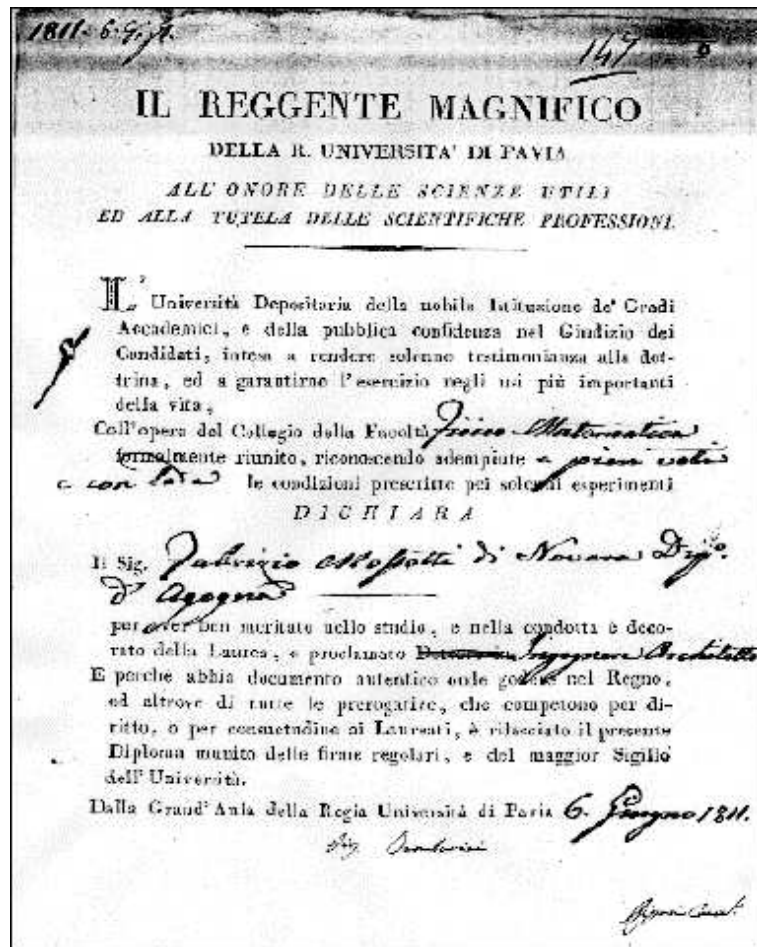 1811. 6. Giug.
147
IL REGGENTE MAGNIFICO
DELLA R. UNIVERSITA' DI PAVIA
ALL' ONORE DELLE SCIENZE UTILI
ED ALLA TUTELA DELLE SCIENTIFICHE PROFESSIONI.
L' Università Depositaria della nobile Istituzione de' Gradi
Accademici, e della pubblica confidenza nel Giudizio dei
Candidati, intesa a rendere solenne testimonianza alla dot-
trina, ed a garantirne l'esercizio negli usi più importanti
della vita,
Coll'opera del Collegio della Facoltà Fisico-Matematica
formalmente riunito, riconoscendo adempiute a pieni voti
e con lode le condizioni prescritte pei solenni esperimenti
DICHIARA
Il Sig. Fabrizio Mossotti di Novara Dip.o
d' Agogna
per aver ben meritato nello studio, e nella condotta è deco-
rato della Laurea, e proclamato Ingegnere Architetto
E perchè abbia documento autentico onde godere nel Regno,
ed altrove di tutte le prerogative, che competono per di-
ritto, o per consuetudine ai Laureati, è rilasciato il presente
Diploma munito delle firme regolari, e del maggior Sigillo
dell' Università.
Dalla Grand' Aula della Regia Università di Pavia 6. Giugno 1811.